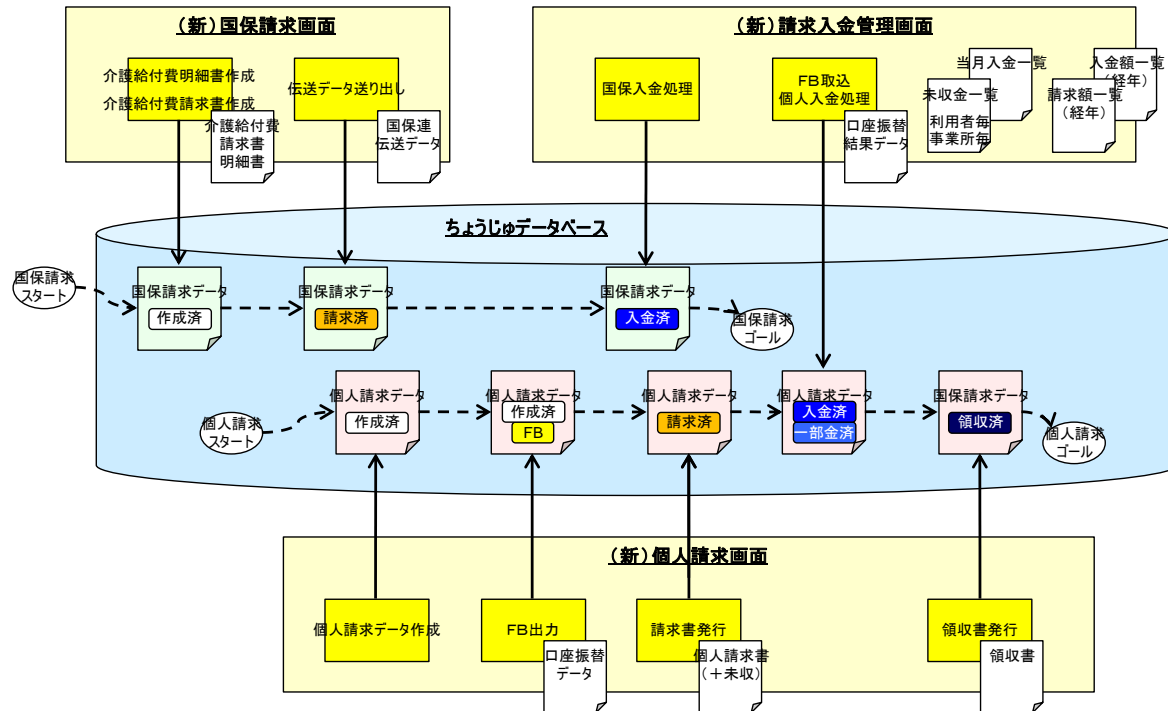 （新）国保請求画面
介護給付費明細書作成
介護給付費請求書作成
介護給付費
請求書
明細書
伝送データ送り出し
国保連
伝送データ
（新）請求入金管理画面
国保入金処理
ＦＢ取込
個人入金処理
口座振替
結果データ
当月入金一覧
未収金一覧
利用者毎
事業所毎
入金額一覧
（経年）
請求額一覧
（経年）
ちょうじゅデータベース
国保請求
スタート
国保請求データ
作成済
国保請求データ
請求済
国保請求データ
入金済
国保請求
ゴール
個人請求
スタート
個人請求データ
作成済
個人請求データ
作成済
FB
個人請求データ
請求済
個人請求データ
入金済
一部金済
国保請求データ
領収済
個人請求
ゴール
（新）個人請求画面
個人請求データ作成
ＦＢ出力
口座振替
データ
請求書発行
個人請求書
（＋未収）
領収書発行
領収書